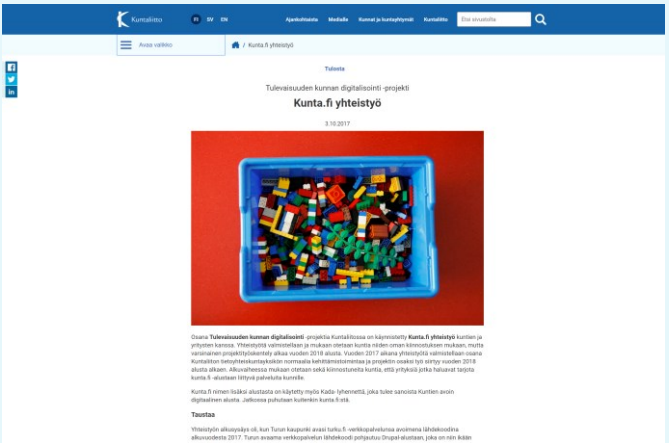 Kuntaliitto
FI SV EN
Ajankohtaista Medialle Kunnat ja kuntayhtymät Kuntaliitto Etsi sivustolta
Avaa valikko
/ Kunta.fi yhteistyö
Tulosta
Tulevaisuuden kunnan digitalisointi -projekti
Kunta.fi yhteistyö
3.10.2017
Osana Tulevaisuuden kunnan digitalisointi -projektia Kuntaliitossa on käynnistetty Kunta.fi yhteistyö kuntien ja
yritysten kanssa. Yhteistyötä valmistellaan ja mukaan otetaan kuntia niiden oman kiinnostuksen mukaan, mutta
varsinainen projektityöskentely alkaa vuoden 2018 alusta. Vuoden 2017 aikana yhteistyötä valmistellaan osana
Kuntaliiton tietoyhteiskuntayksikön normaalia kehittämistoimintaa ja projektin osaksi työ siirtyy vuoden 2018
alusta alkaen. Alkuvaiheessa mukaan otetaan sekä kiinnostuneita kuntia, että yrityksiä jotka haluavat tarjota
kunta.fi -alustaan liittyviä palveluita kunnille.
Kunta.fi nimen lisäksi alustasta on käytetty myös Kada- lyhennettä, joka tulee sanoista Kuntien avoin
digitaalinen alusta. Jatkossa puhutaan kuitenkin kunta.fi:stä.
Taustaa
Yhteistyön alkusysäys oli, kun Turun kaupunki avasi turku.fi -verkkopalvelunsa avoimena lähdekoodina
alkuvuodesta 2017. Turun avaama verkkopalvelun lähdekoodi pohjautuu Drupal-alustaan, joka on niin ikään